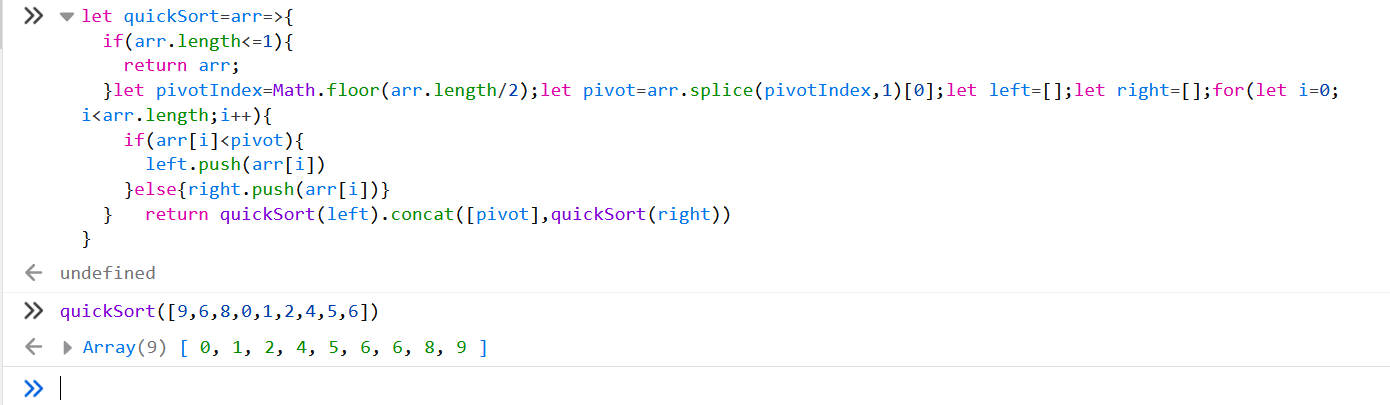 let quickSort=arr=>{
  if(arr.length<=1){
    return arr;
  }let pivotIndex=Math.floor(arr.length/2);let pivot=arr.splice(pivotIndex,1)[0];let left=[];let right=[];for(let i=0;
i<arr.length;i++){
    if(arr[i]<pivot){
      left.push(arr[i])
    }else{right.push(arr[i])}
  }   return quickSort(left).concat([pivot],quickSort(right))
}
undefined
quickSort([9,6,8,0,1,2,4,5,6])
Array(9) [ 0, 1, 2, 4, 5, 6, 6, 8, 9 ]